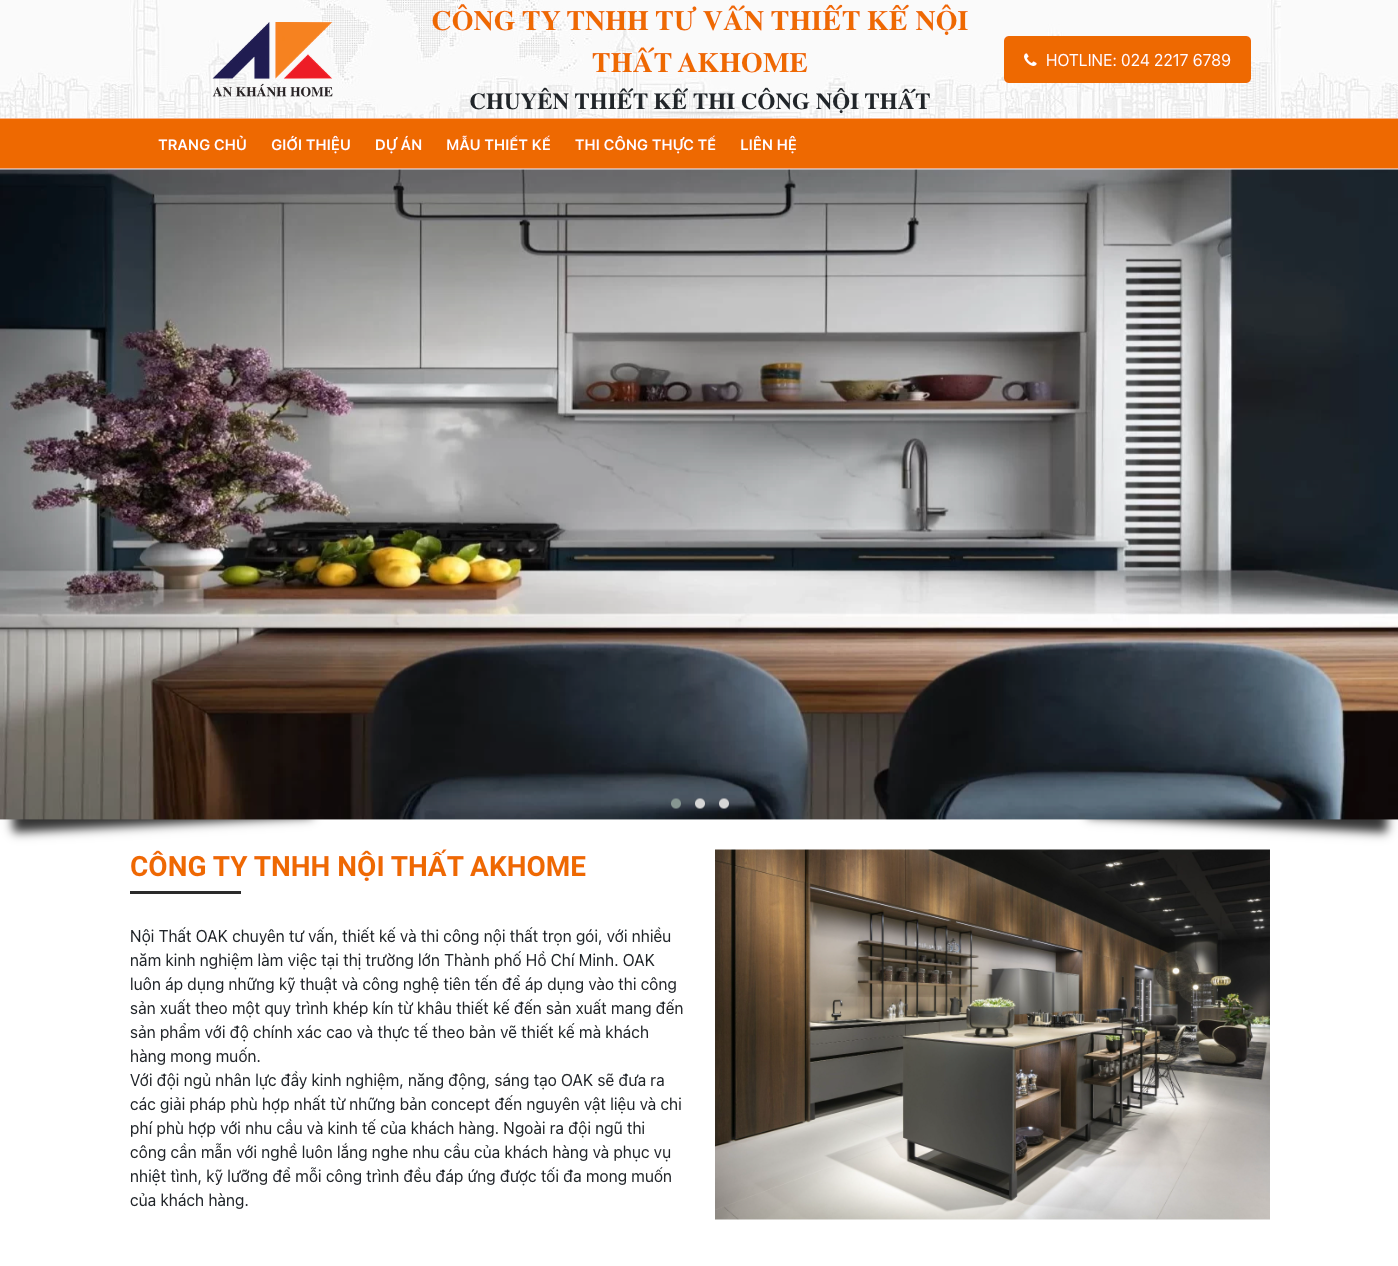 AN KHÁNH HOME
CÔNG TY TNHH TƯ VẤN THIẾT KẾ NỘI
THẤT AKHOME
CHUYÊN THIẾT KẾ THI CÔNG NỘI THẤT
HOTLINE: 024 2217 6789
TRANG CHỦ GIỚI THIỆU DỰ ÁN MẪU THIẾT KẾ THI CÔNG THỰC TẾ LIÊN HỆ
CÔNG TY TNHH NỘI THẤT AKHOME
Nội Thất OAK chuyên tư vấn, thiết kế và thi công nội thất trọn gói, với nhiều
năm kinh nghiệm làm việc tại thị trường lớn Thành phố Hồ Chí Minh. OAK
luôn áp dụng những kỹ thuật và công nghệ tiên tến để áp dụng vào thi công
sản xuất theo một quy trình khép kín từ khâu thiết kế đến sản xuất mang đến
sản phẩm với độ chính xác cao và thực tế theo bản vẽ thiết kế mà khách
hàng mong muốn.
Với đội ngủ nhân lực đầy kinh nghiệm, năng động, sáng tạo OAK sẽ đưa ra
các giải pháp phù hợp nhất từ những bản concept đến nguyên vật liệu và chi
phí phù hợp với nhu cầu và kinh tế của khách hàng. Ngoài ra đội ngũ thi
công cần mẫn với nghề luôn lắng nghe nhu cầu của khách hàng và phục vụ
nhiệt tình, kỹ lưỡng để mỗi công trình đều đáp ứng được tối đa mong muốn
của khách hàng.